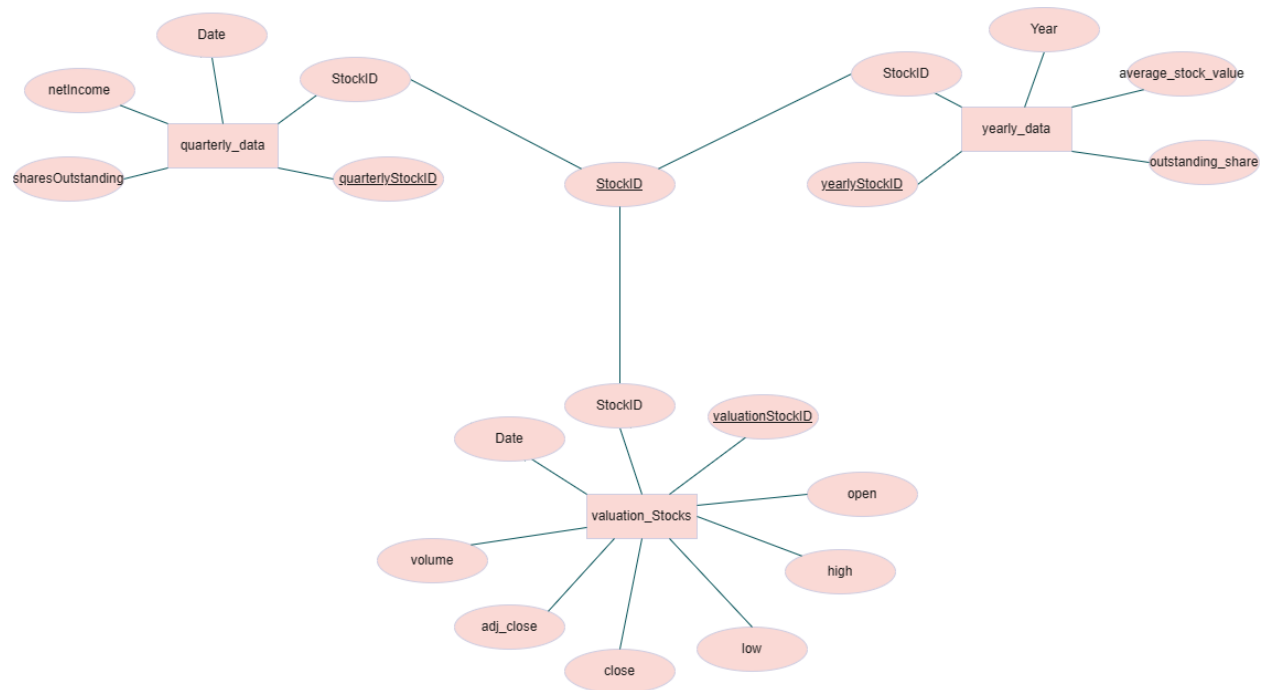 Date
StockID
netIncome
quarterly_data
sharesOutstanding
quarterlyStockID
Year
StockID
average_stock_value
yearly_data
outstanding_share
yearlyStockID
StockID
StockID
valuationStockID
Date
open
valuation_Stocks
volume
high
adj_close
low
close